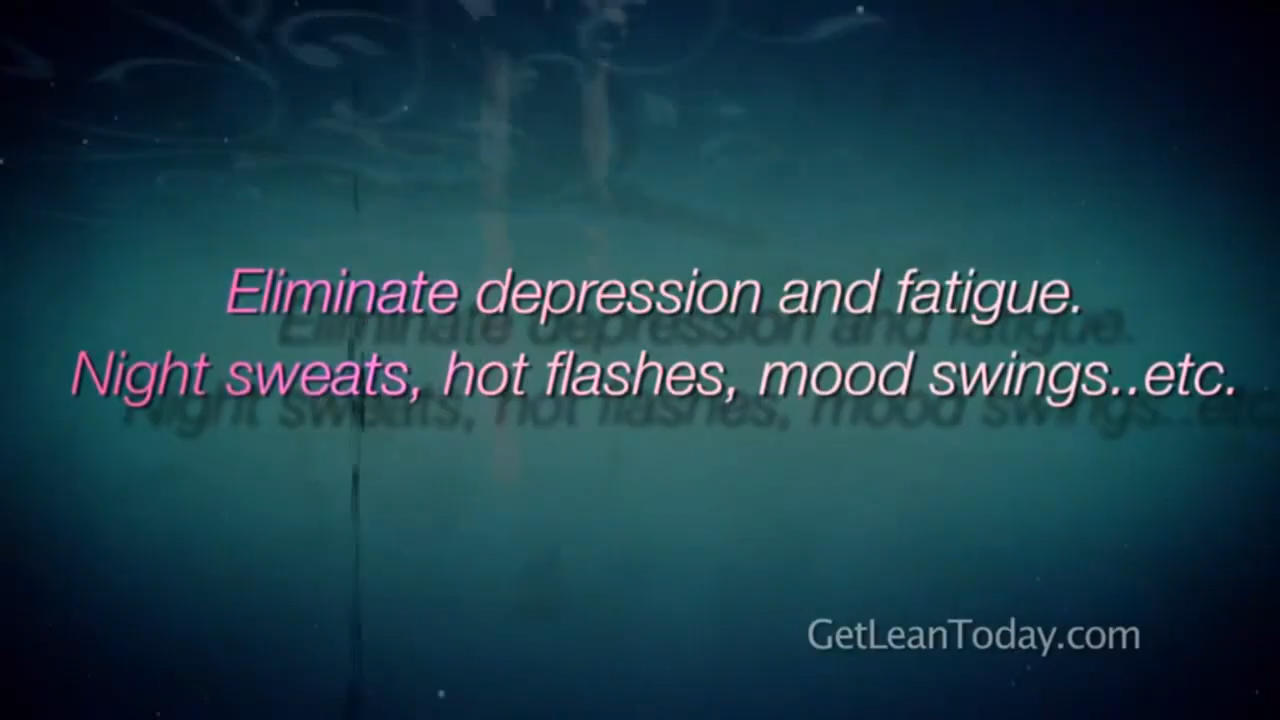 Eliminate depression and fatigue.
Night sweats, hot flashes, mood swings..etc.
GetLeanToday.com